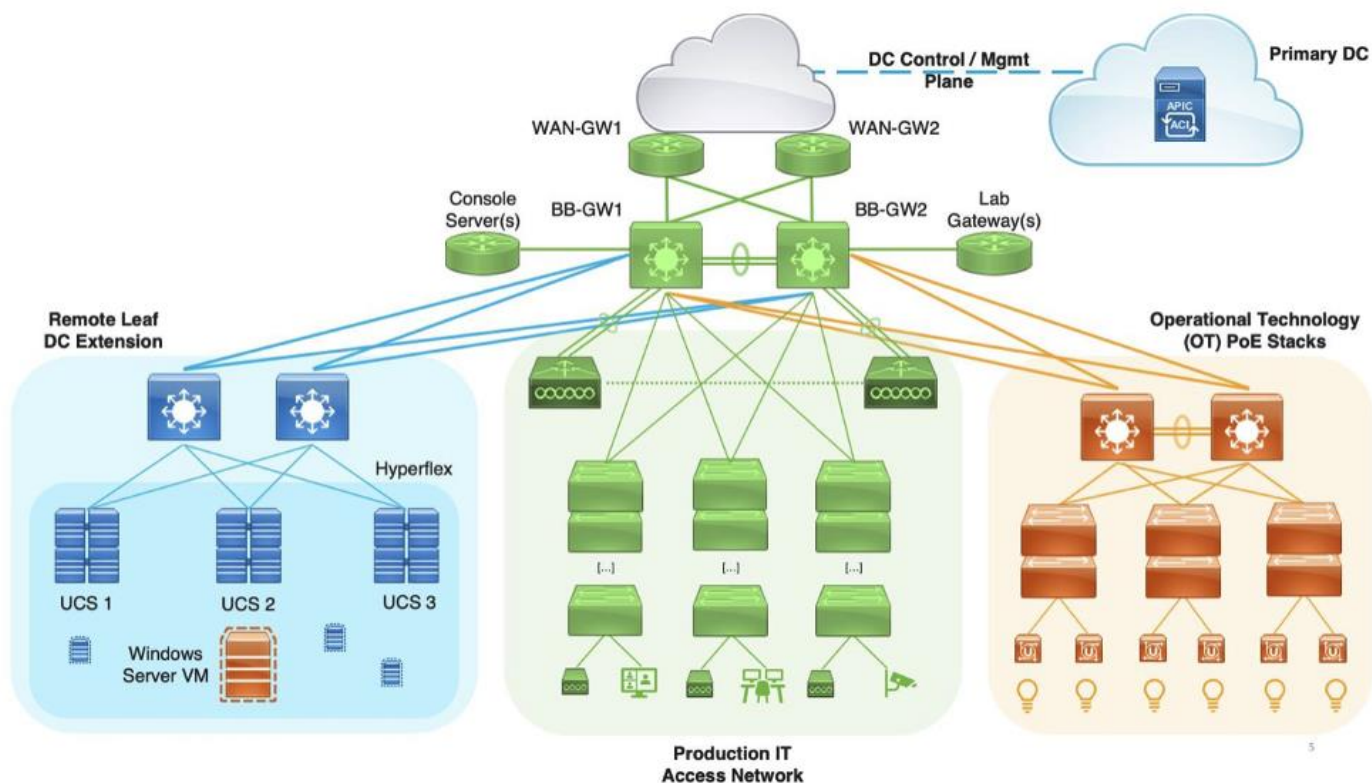 DC Control / Mgmt
Plane
Primary DC
APIC
ACI
WAN-GW1
WAN-GW2
Console
Server(s)
BB-GW1
BB-GW2
Lab
Gateway(s)
Remote Leaf
DC Extension
Operational Technology
(OT) PoE Stacks
Hyperflex
UCS 1
UCS 2
UCS 3
[...]
[...]
[...]
Windows
Server VM
U
U
U
U
U
U
Production IT
Access Network
5